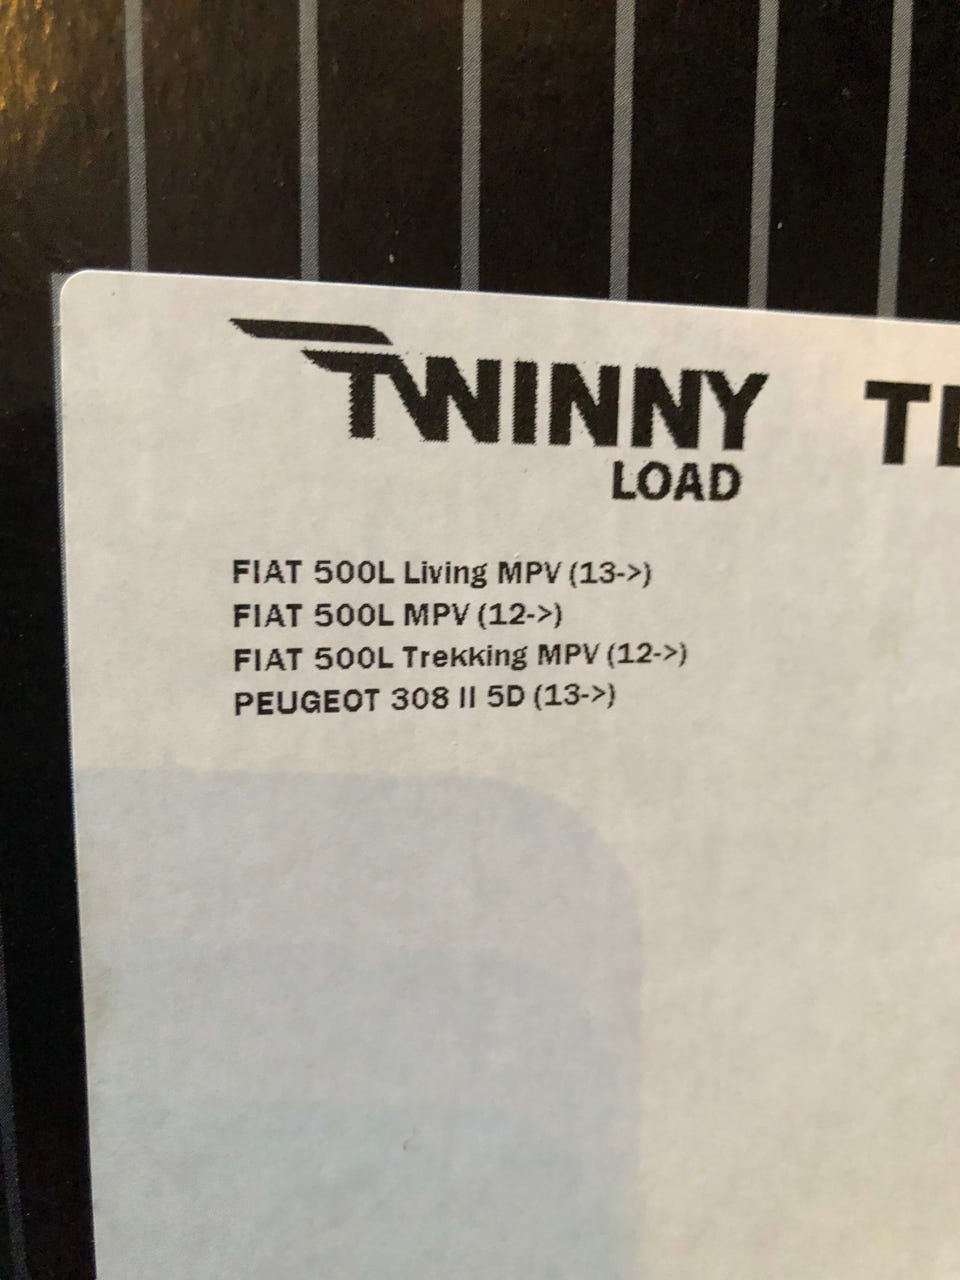 TWINNY
LOAD
FIAT 500L Living MPV (13->)
FIAT 500L MPV (12->)
FIAT 500L Trekking MPV (12->)
PEUGEOT 308 II 5D (13->)